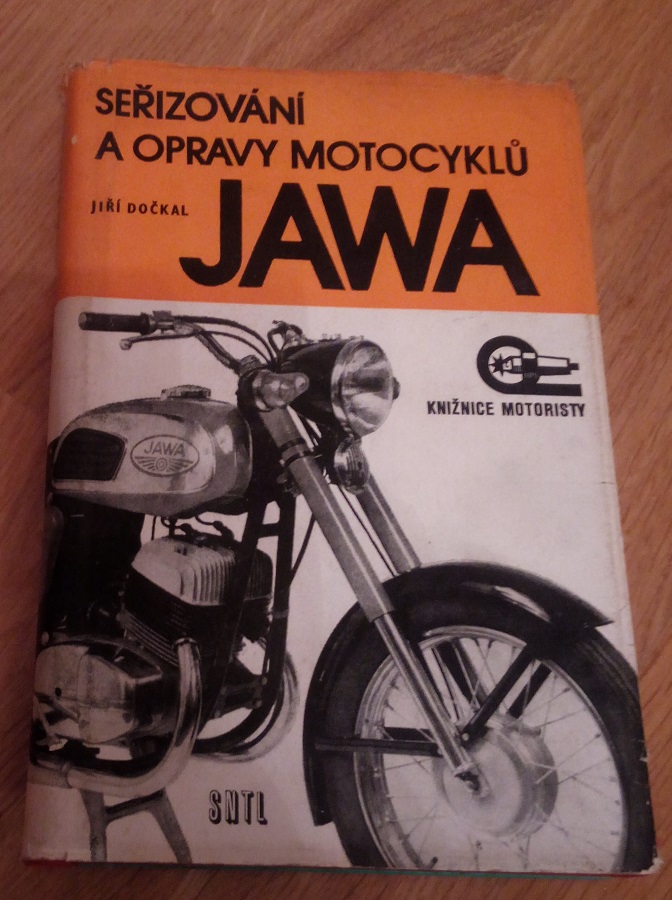 SEŘIZOVÁNÍ
A OPRAVY MOTOCYKLŮ
JIŘÍ DOČKAL
JAWA
KNIŽNICE MOTORISTY
JAWA
SNTL